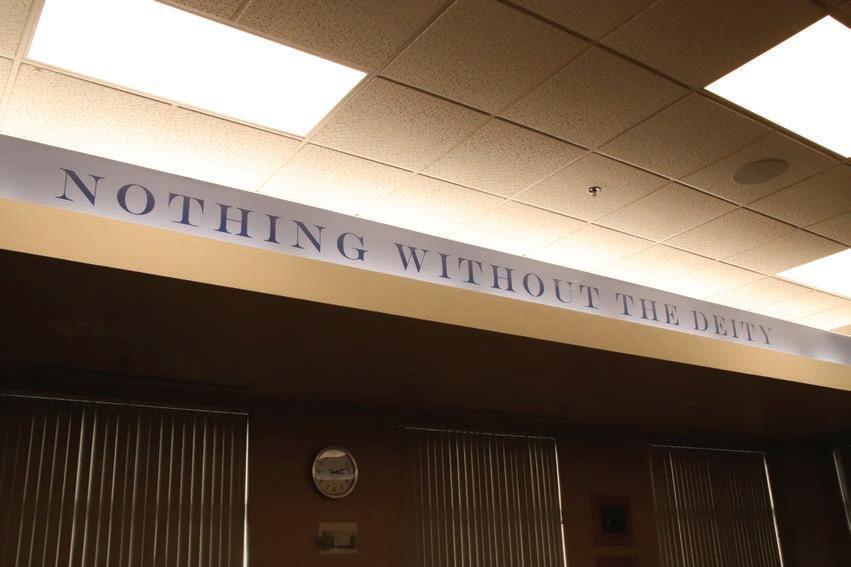 NOTHING WITHOUT THE DEITY